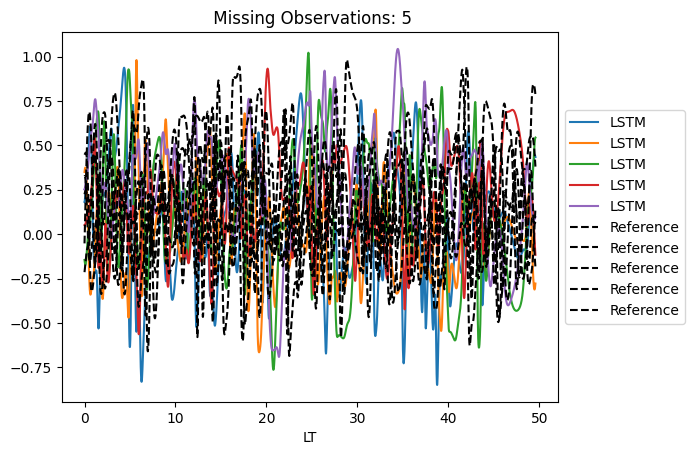 Missing Observations: 5
1.00
0.75
0.50
0.25
0.00
−0.25
−0.50
−0.75
0
10
20
30
40
50
LT
LSTM
LSTM
LSTM
LSTM
LSTM
Reference
Reference
Reference
Reference
Reference